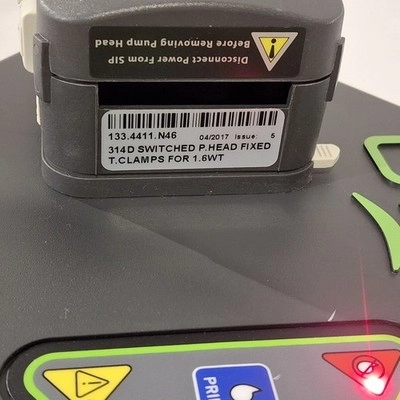 Disconnect Power From SIP
Before Removing Pump Head
133.4411.N46 04/2017 Issue: 5
314D SWITCHED P.HEAD FIXED
T.CLAMPS FOR 1.6WT
PRI